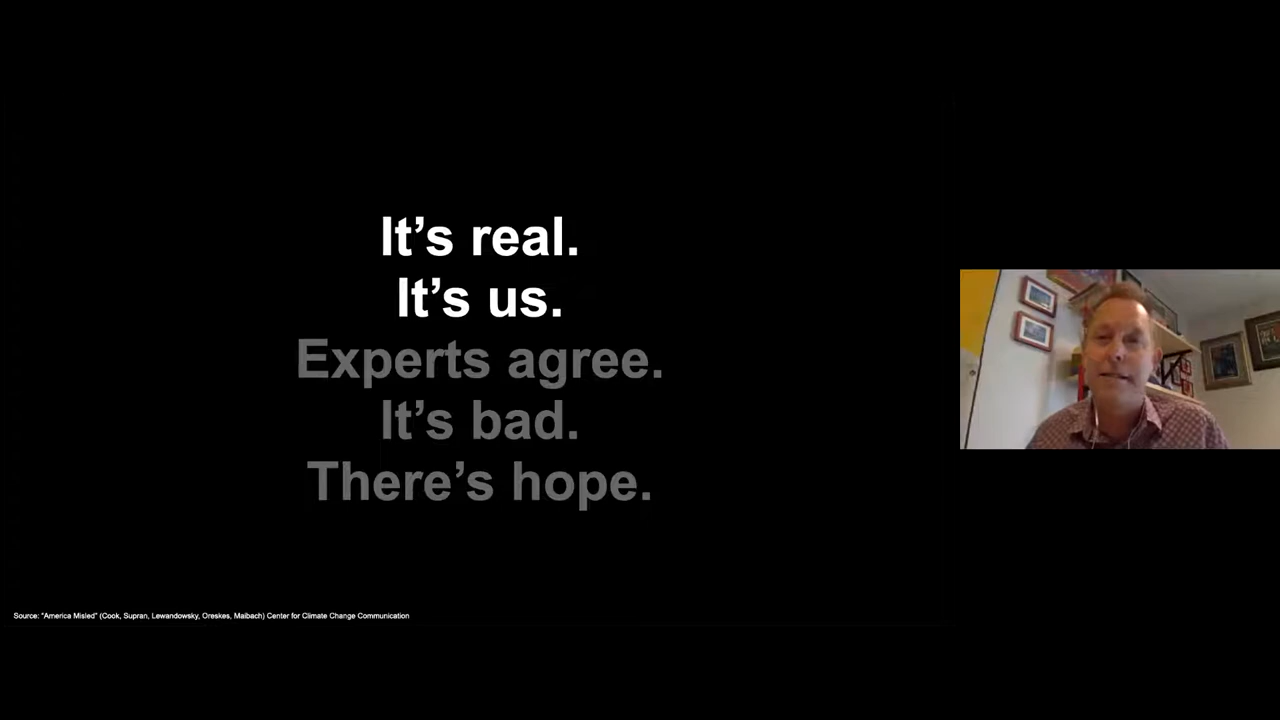 It’s real.
It’s us.
Experts agree.
It’s bad.
There’s hope.
Source: “America Misled” (Cook, Supran, Lewandowsky, Oreskes, Maibach) Center for Climate Change Communication